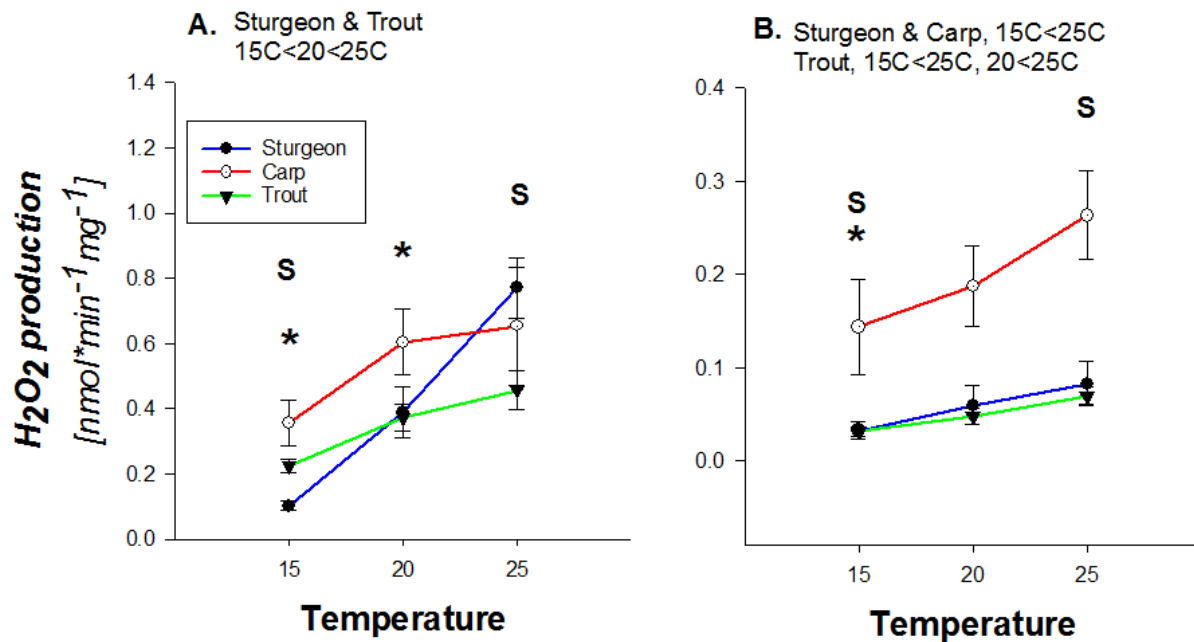 A. Sturgeon & Trout
15C<20<25C
1.4
1.2
1.0
0.8
0.6
0.4
0.2
0.0
Sturgeon
Carp
Trout
S
*
*
S
15
20
25
Temperature
H₂O₂ production
[nmol*min⁻¹mg⁻¹]
B. Sturgeon & Carp, 15C<25C
Trout, 15C<25C, 20<25C
0.4
0.3
0.2
0.1
0.0
S
*
S
15
20
25
Temperature